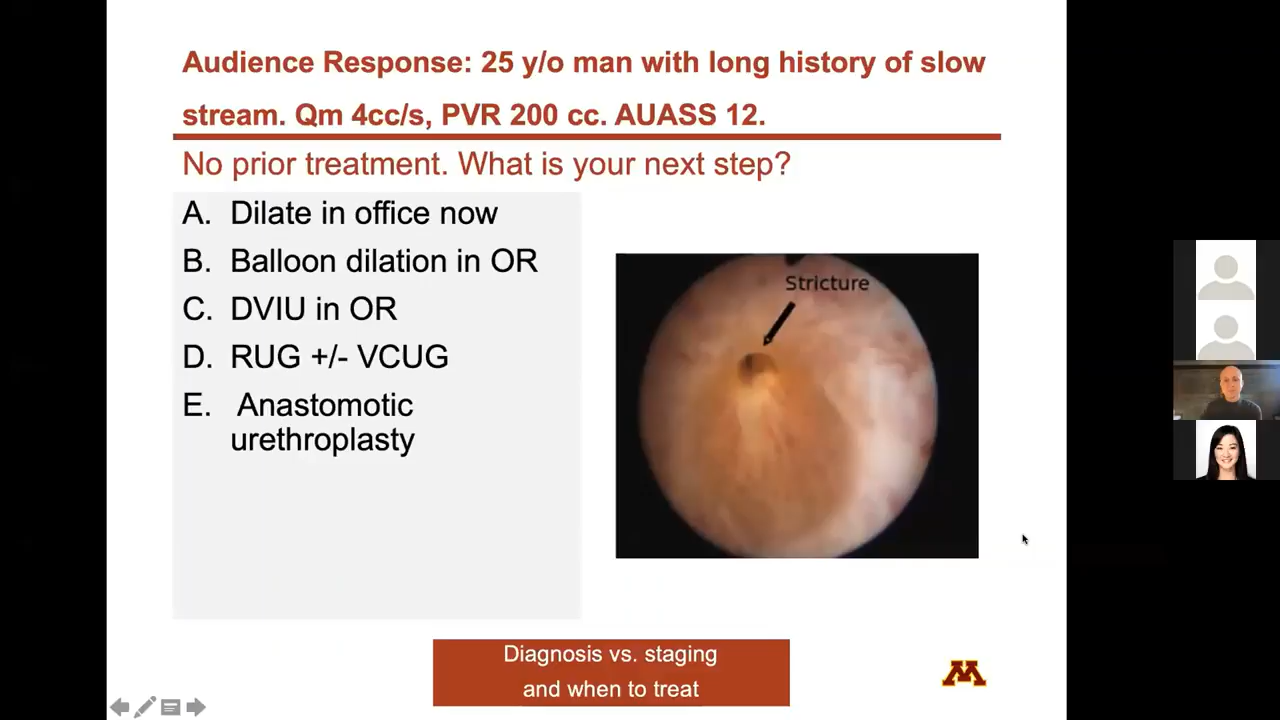 Audience Response: 25 y/o man with long history of slow
stream. Qm 4cc/s, PVR 200 cc. AUASS 12.
No prior treatment. What is your next step?
A. Dilate in office now
B. Balloon dilation in OR
C. DVIU in OR
D. RUG +/- VCUG
E. Anastomotic
urethroplasty
Stricture
Diagnosis vs. staging
and when to treat
M